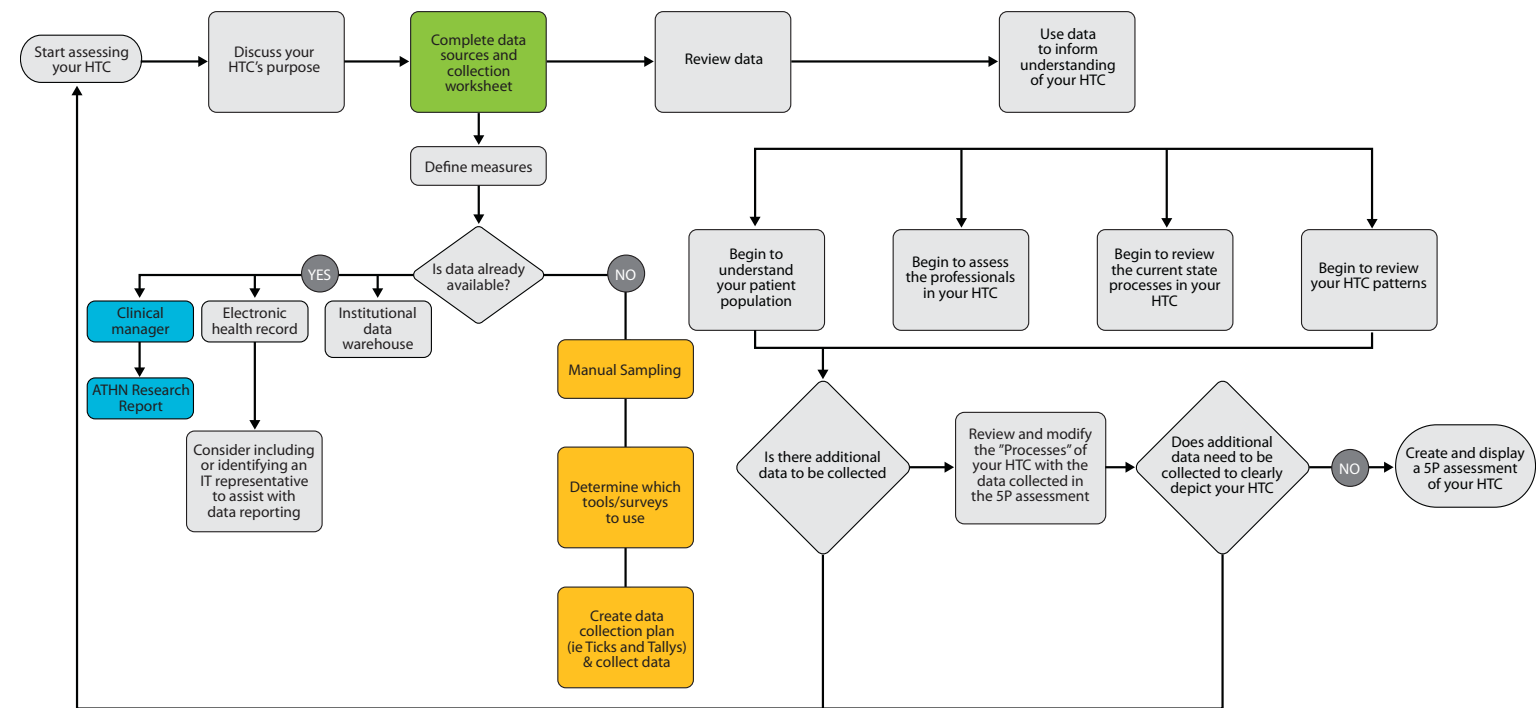 Start assessing
your HTC
Discuss your
HTC's purpose
Complete data
sources and
collection
worksheet
Review data
Use data
to inform
understanding
of your HTC
Define measures
Is data already
available?
YES
NO
Clinical
manager
Electronic
health record
Institutional
data
warehouse
ATHN Research
Report
Consider including
or identifying an
IT representative
to assist with
data reporting
Manual Sampling
Determine which
tools/surveys
to use
Create data
collection plan
(ie Ticks and Tallys)
& collect data
Begin to
understand
your patient
population
Begin to assess
the professionals
in your HTC
Begin to review
the current state
processes in your
HTC
Begin to review
your HTC patterns
Is there additional
data to be collected
Review and modify
the "Processes" of
your HTC with the
data collected in
the 5P assessment
Does additional
data need to be
collected to clearly
depict your HTC
NO
Create and display
a 5P assessment
of your HTC